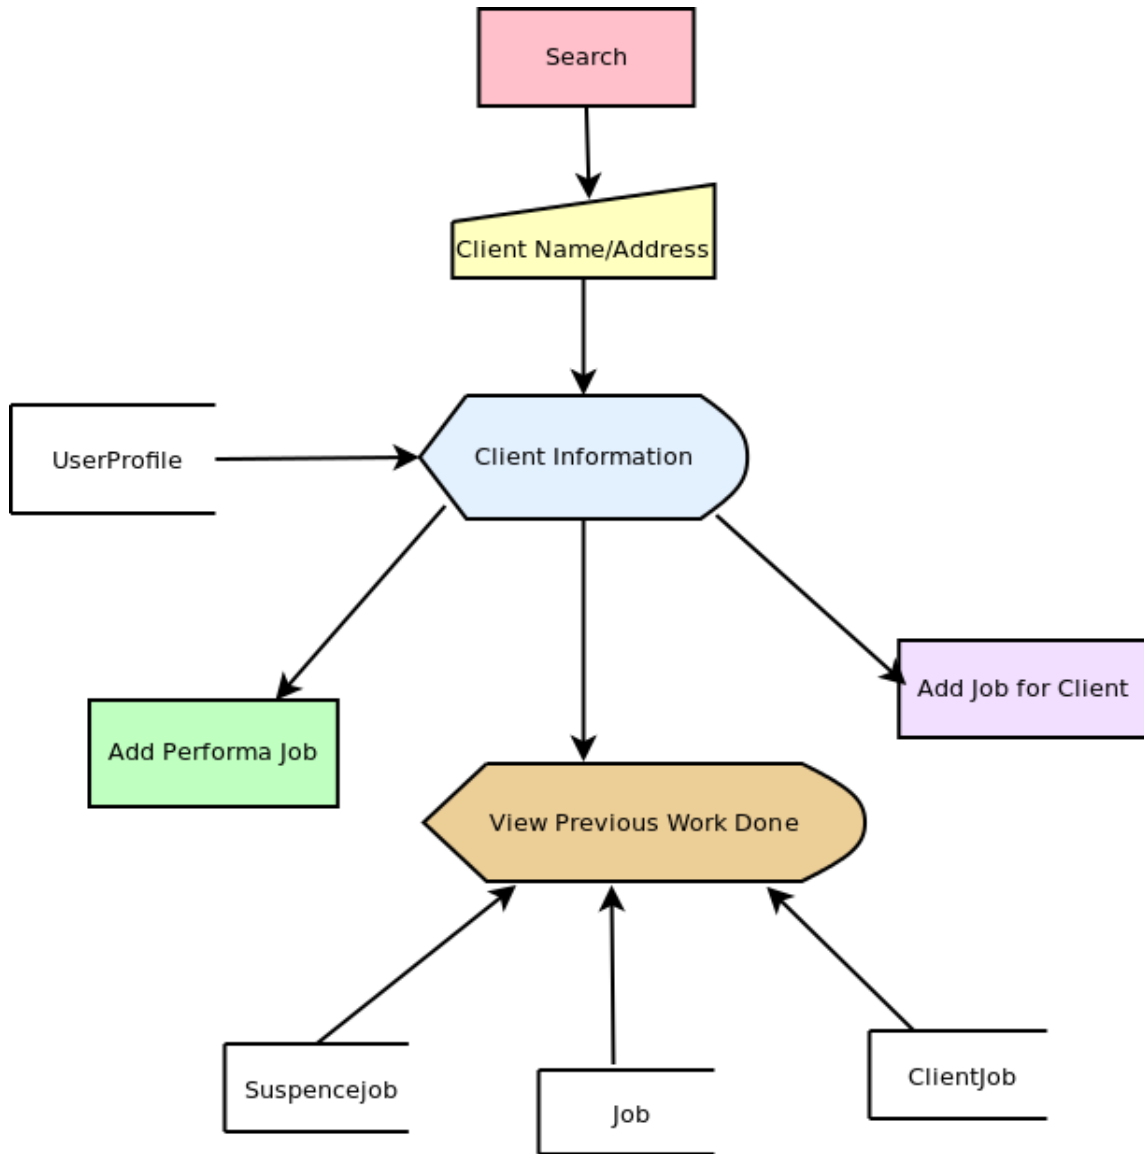 Search
Client Name/Address
UserProfile
Client Information
Add Job for Client
Add Performa Job
View Previous Work Done
SuspenceJob
Job
ClientJob